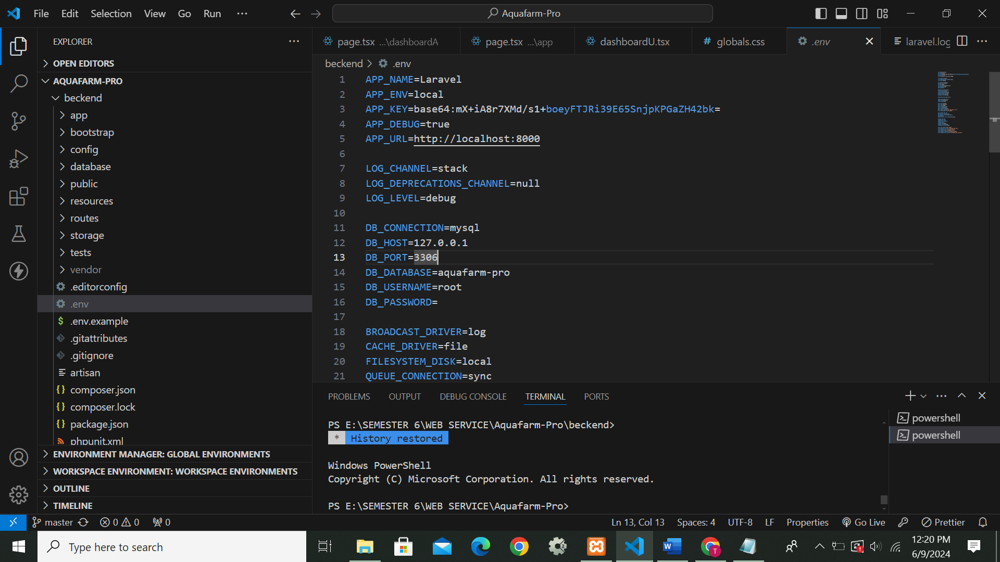 File Edit Selection View Go Run ···
Aquafarm-Pro
EXPLORER
OPEN EDITORS
AQUAFARM-PRO
beckend
app
bootstrap
config
database
public
resources
routes
storage
tests
vendor
.editorconfig
.env
.env.example
.gitattributes
.gitignore
artisan
composer.json
composer.lock
package.json
phpunit.xml
ENVIRONMENT MANAGER: GLOBAL ENVIRONMENTS
WORKSPACE ENVIRONMENT: WORKSPACE ENVIRONMENTS
OUTLINE
TIMELINE
page.tsx ...\dashboardA
page.tsx ...\app
dashboardU.tsx
globals.css
.env
laravel.log
beckend > .env
1 APP_NAME=Laravel
2 APP_ENV=local
3 APP_KEY=base64:mX+iA8r7XMd/s1+boeyFTJRi39E65SnjpKPGaZH42bk=
4 APP_DEBUG=true
5 APP_URL=http://localhost:8000
6
7 LOG_CHANNEL=stack
8 LOG_DEPRECATIONS_CHANNEL=null
9 LOG_LEVEL=debug
10
11 DB_CONNECTION=mysql
12 DB_HOST=127.0.0.1
13 DB_PORT=3306
14 DB_DATABASE=aquafarm-pro
15 DB_USERNAME=root
16 DB_PASSWORD=
17
18 BROADCAST_DRIVER=log
19 CACHE_DRIVER=file
20 FILESYSTEM_DISK=local
21 QUEUE_CONNECTION=sync
PROBLEMS OUTPUT DEBUG CONSOLE TERMINAL PORTS
PS E:\SEMESTER 6\WEB SERVICE\Aquafarm-Pro\beckend>
* History restored
Windows PowerShell
Copyright (C) Microsoft Corporation. All rights reserved.
PS E:\SEMESTER 6\WEB SERVICE\Aquafarm-Pro>
powershell
powershell
master 0 0 0
Ln 13, Col 13 Spaces: 4 UTF-8 LF Properties Go Live Prettier
Type here to search
12:20 PM
6/9/2024